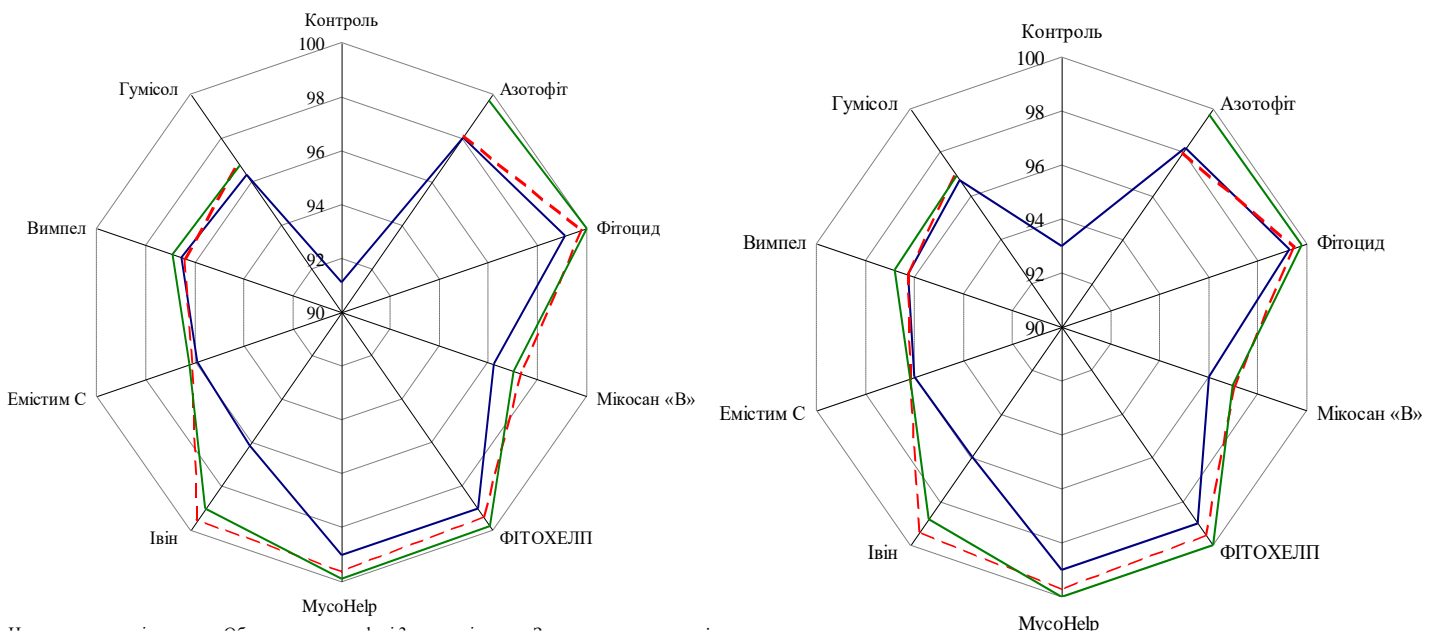 Контроль
100
98
96
94
92
90
Азотофіт
Фітоцид
Мікосан «В»
ФІТОХЕЛП
MycoHelp
Івін
Емістим С
Вимпел
Гумісол
Контроль
100
98
96
94
92
90
Азотофіт
Фітоцид
Мікосан «В»
ФІТОХЕЛП
MycoHelp
Івін
Емістим С
Вимпел
Гумісол